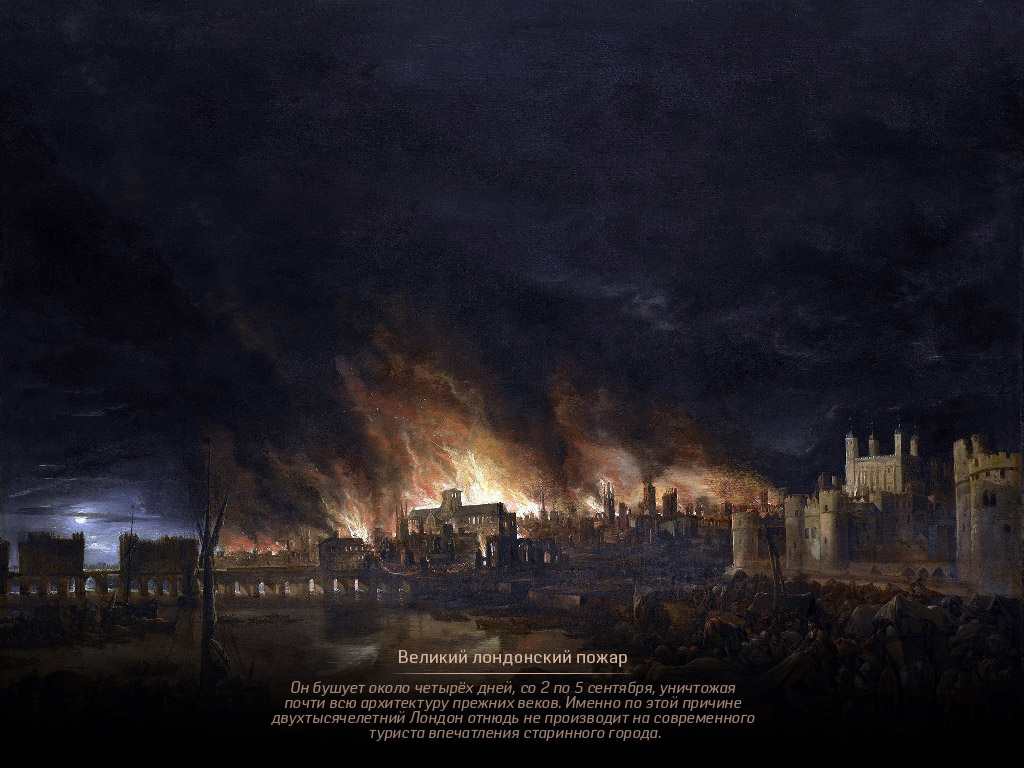 Великий лондонский пожар
Он бушует около четырёх дней, со 2 по 5 сентября, уничтожая
почти всю архитектуру прежних веков. Именно по этой причине
двухтысячелетний Лондон отнюдь не производит на современного
туриста впечатления старинного города.